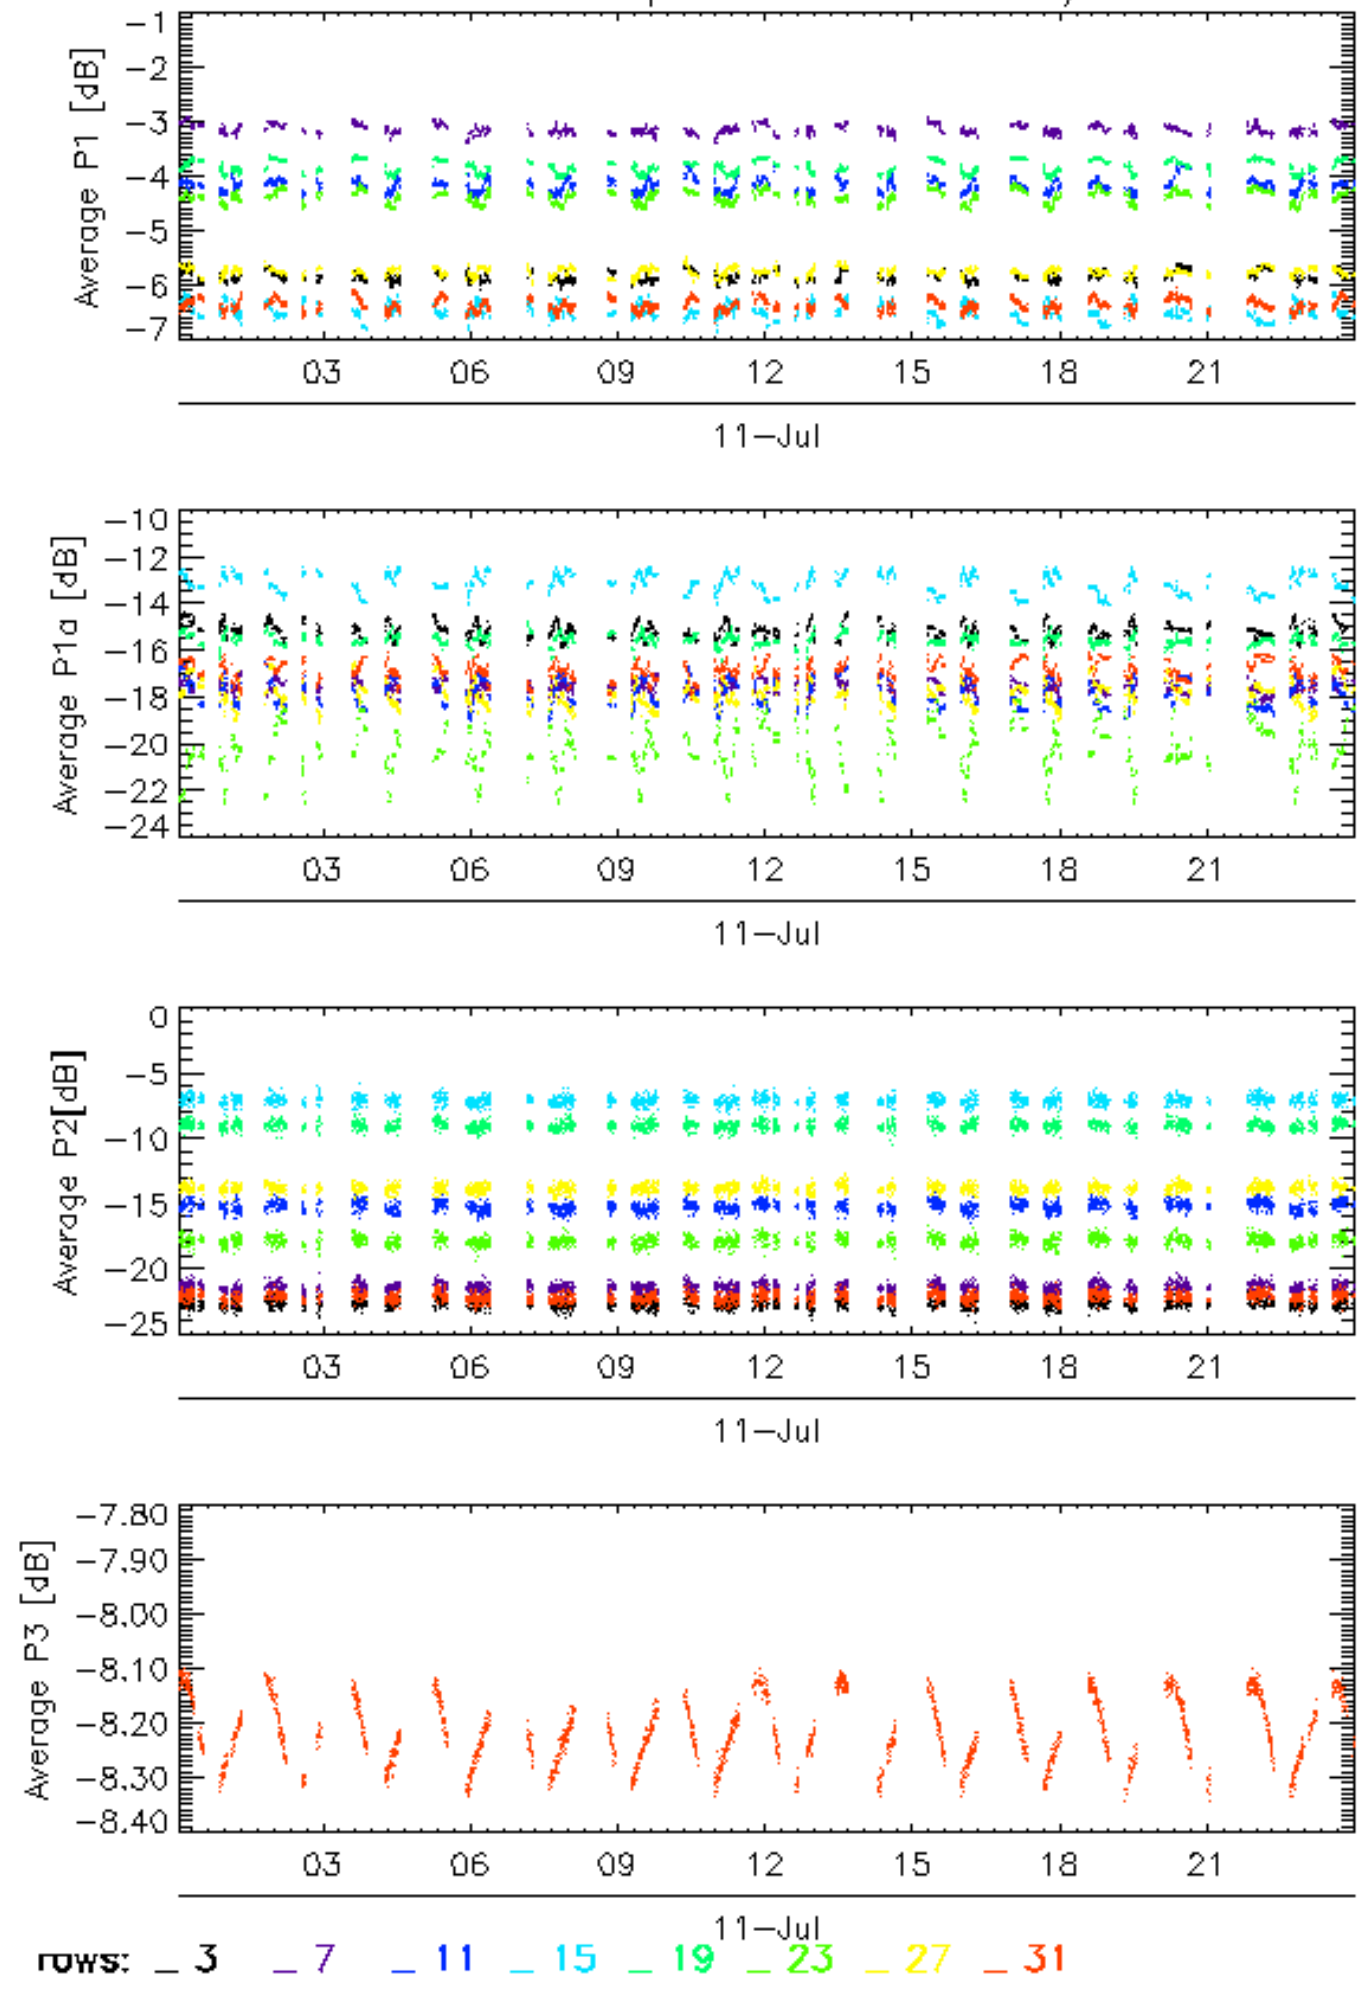 Average P1 [dB]
-1
-2
-3
-4
-5
-6
-7
03 06 09 12 15 18 21
11-Jul
Average P1a [dB]
-10
-12
-14
-16
-18
-20
-22
-24
03 06 09 12 15 18 21
11-Jul
Average P2[dB]
0
-5
-10
-15
-20
-25
03 06 09 12 15 18 21
11-Jul
Average P3 [dB]
-7.80
-7.90
-8.00
-8.10
-8.20
-8.30
-8.40
03 06 09 12 15 18 21
11-Jul
rows: _ 3 _ 7 _ 11 _ 15 _ 19 _ 23 _ 27 _ 31